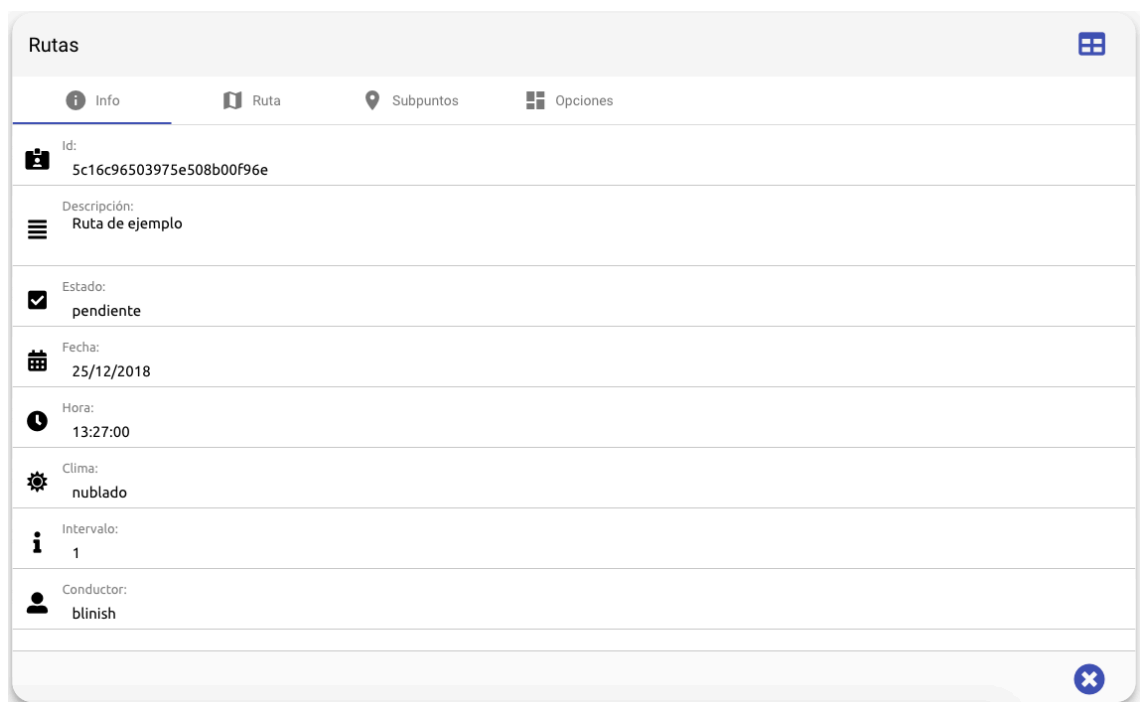 Rutas
Info Ruta Subpuntos Opciones
Id:
5c16c96503975e508b00f96e
Descripción:
Ruta de ejemplo
Estado:
pendiente
Fecha:
25/12/2018
Hora:
13:27:00
Clima:
nublado
Intervalo:
1
Conductor:
blinish